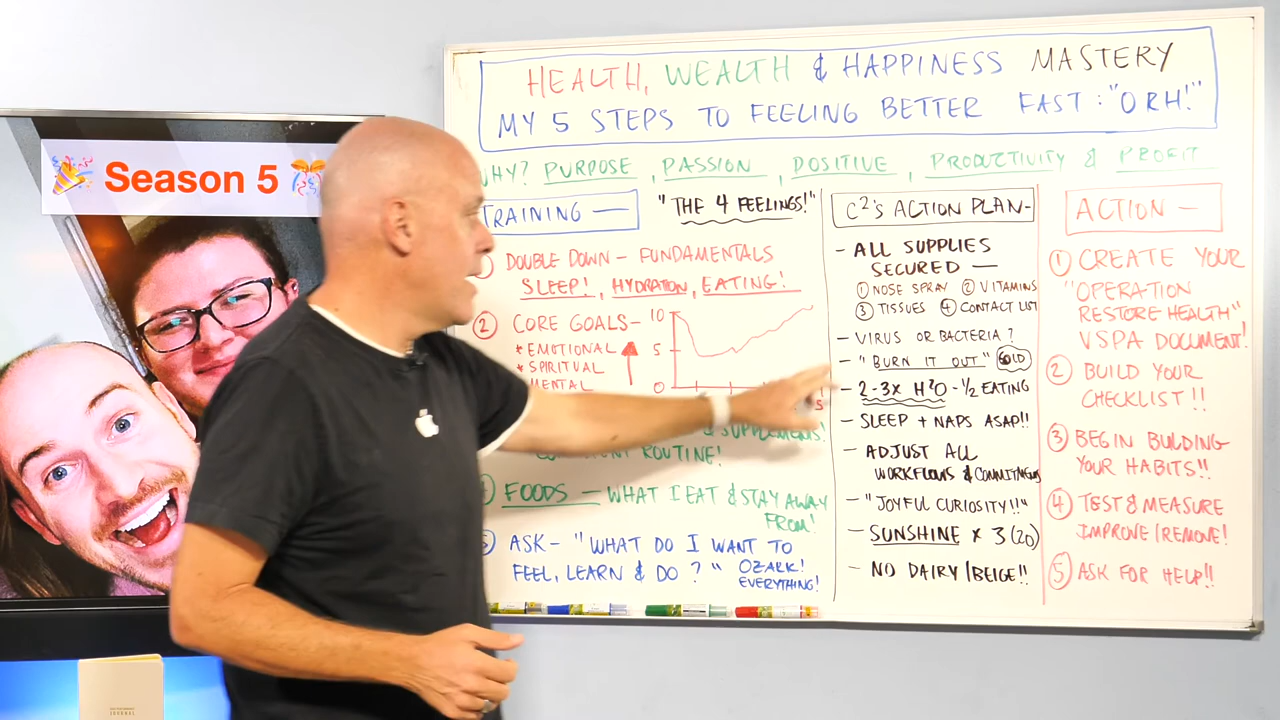 Season 5
HEALTH, WEALTH & HAPPINESS MASTERY
MY 5 STEPS TO FEELING BETTER FAST: "ORH!"
WHY? PURPOSE, PASSION, POSITIVE, PRODUCTIVITY & PROFIT
TRAINING —
"THE 4 FEELINGS!"
DOUBLE DOWN - FUNDAMENTALS
SLEEP!, HYDRATION, EATING!
② CORE GOALS-
* EMOTIONAL
* SPIRITUAL
MENTAL
10
5
0
& SUPPLEMENTS!
ROUTINE!
FOODS — WHAT I EAT & STAY AWAY
FROM!
ASK - "WHAT DO I WANT TO
FEEL, LEARN & DO?"
OZARK!
EVERYTHING!
C²'s ACTION PLAN-
- ALL SUPPLIES
SECURED —
① NOSE SPRAY ② VITAMINS
③ TISSUES ④ CONTACT LIST
- VIRUS OR BACTERIA?
- "BURN IT OUT" COLD
- 2-3x H²O - ½ EATING
- SLEEP + NAPS ASAP!!
- ADJUST ALL
WORKFLOWS & COMMITMENTS
- "JOYFUL CURIOSITY!!"
- SUNSHINE x 3 (20)
- NO DAIRY/BEIGE!!
ACTION —
① CREATE YOUR
"OPERATION
RESTORE HEALTH"
VSPA DOCUMENT!
② BUILD YOUR
CHECKLIST!!
③ BEGIN BUILDING
YOUR HABITS!!
④ TEST & MEASURE
IMPROVE/REMOVE!
⑤ ASK FOR HELP!!
JOURNAL